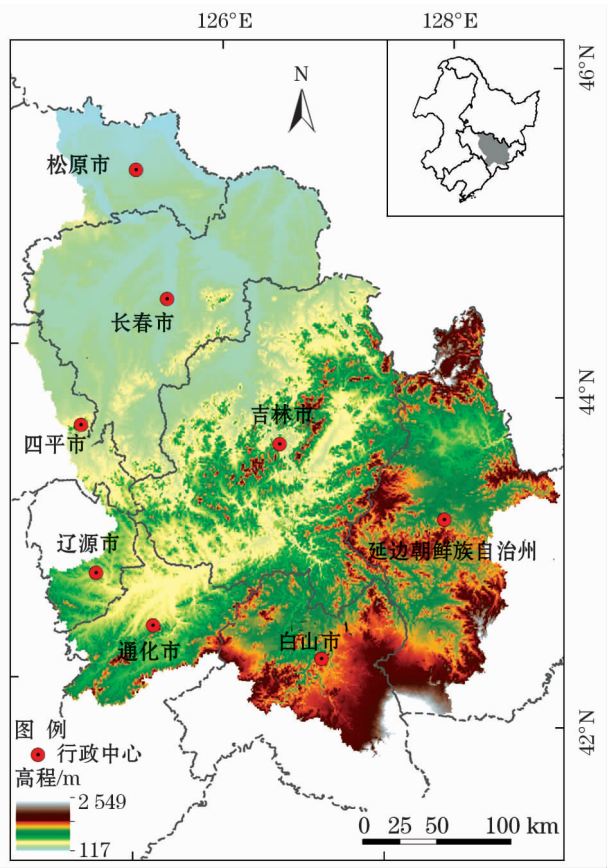 126°E
128°E
46°N
N
松原市
长春市
44°N
吉林市
四平市
辽源市
延边朝鲜族自治州
通化市
白山市
42°N
图 例
行政中心
高程/m
2 549
117
0 25 50 100 km